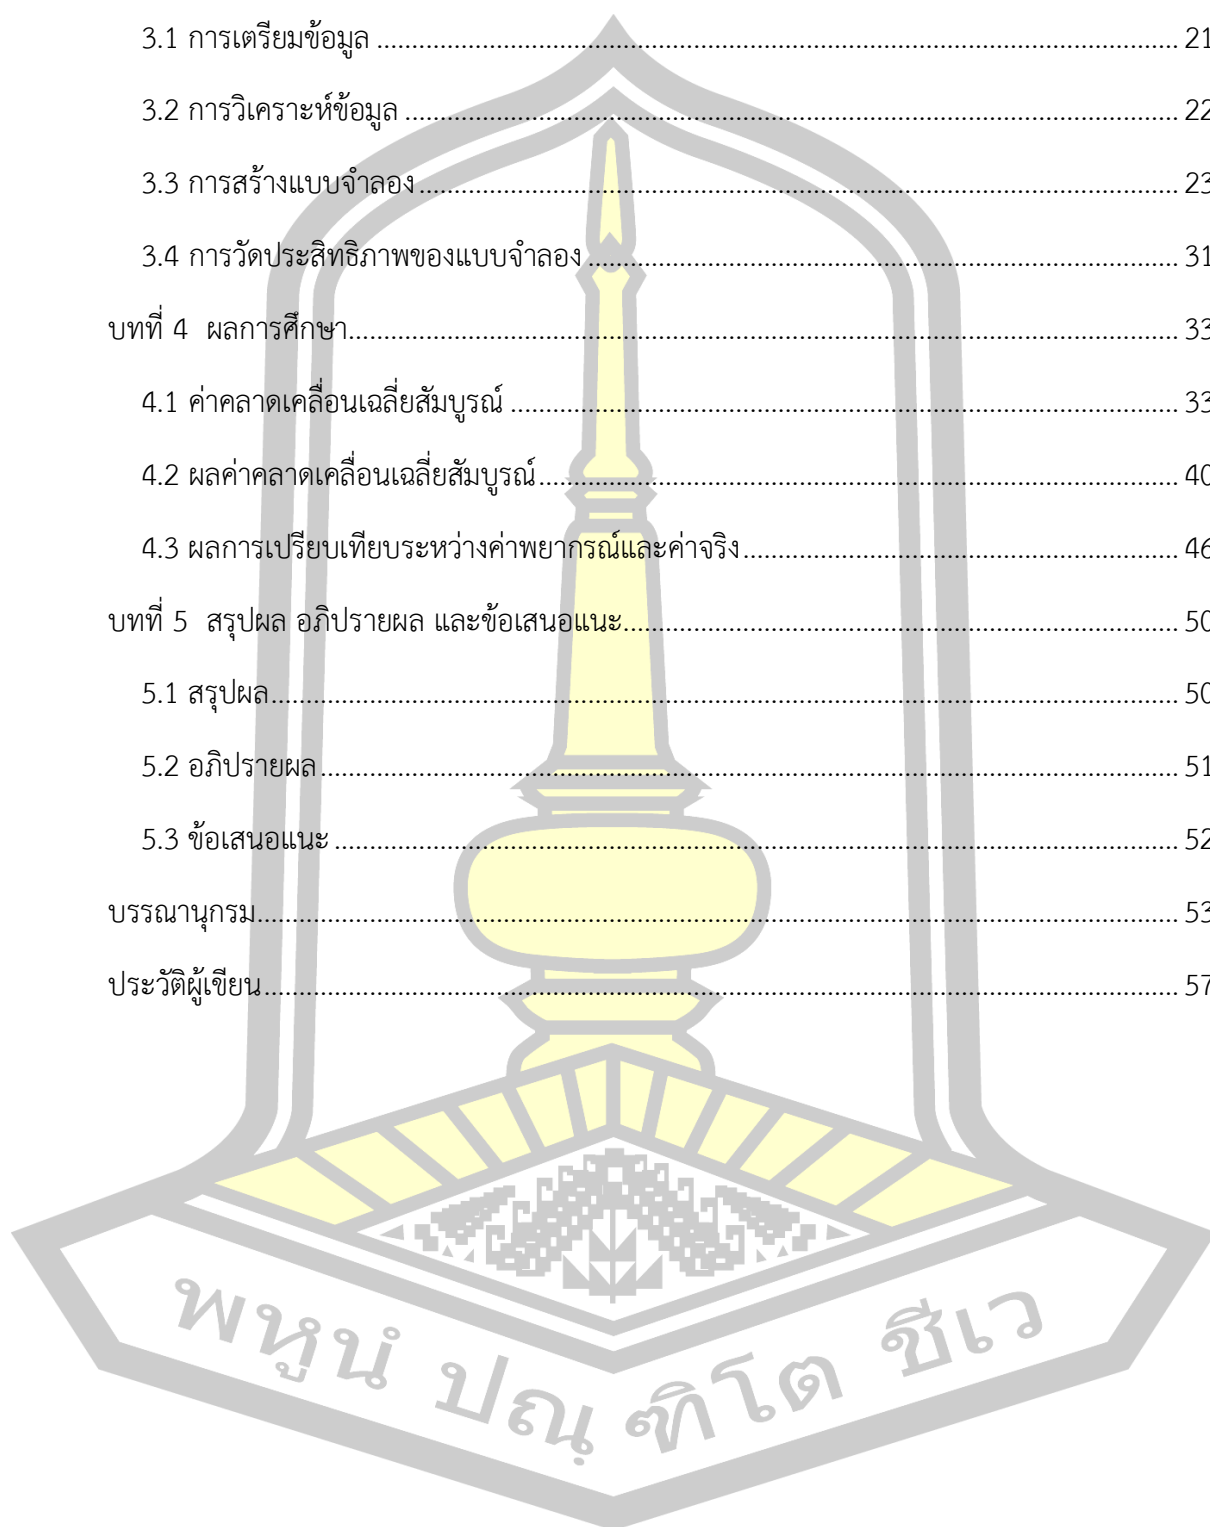 3.1 การเตรียมข้อมูล ........................................................................................................ 21
3.2 การวิเคราะห์ข้อมูล .................................................................................................... 22
3.3 การสร้างแบบจำลอง .................................................................................................. 23
3.4 การวัดประสิทธิภาพของแบบจำลอง ............................................................................ 31
บทที่ 4 ผลการศึกษา........................................................................................................ 33
4.1 ค่าคลาดเคลื่อนเฉลี่ยสัมบูรณ์ ...................................................................................... 33
4.2 ผลค่าคลาดเคลื่อนเฉลี่ยสัมบูรณ์................................................................................... 40
4.3 ผลการเปรียบเทียบระหว่างค่าพยากรณ์และค่าจริง....................................................... 46
บทที่ 5 สรุปผล อภิปรายผล และข้อเสนอแนะ..................................................................... 50
5.1 สรุปผล..................................................................................................................... 50
5.2 อภิปรายผล ............................................................................................................... 51
5.3 ข้อเสนอแนะ ............................................................................................................. 52
บรรณานุกรม................................................................................................................... 53
ประวัติผู้เขียน.................................................................................................................. 57
พหูนํ ปณฺฑิโต ชีเว